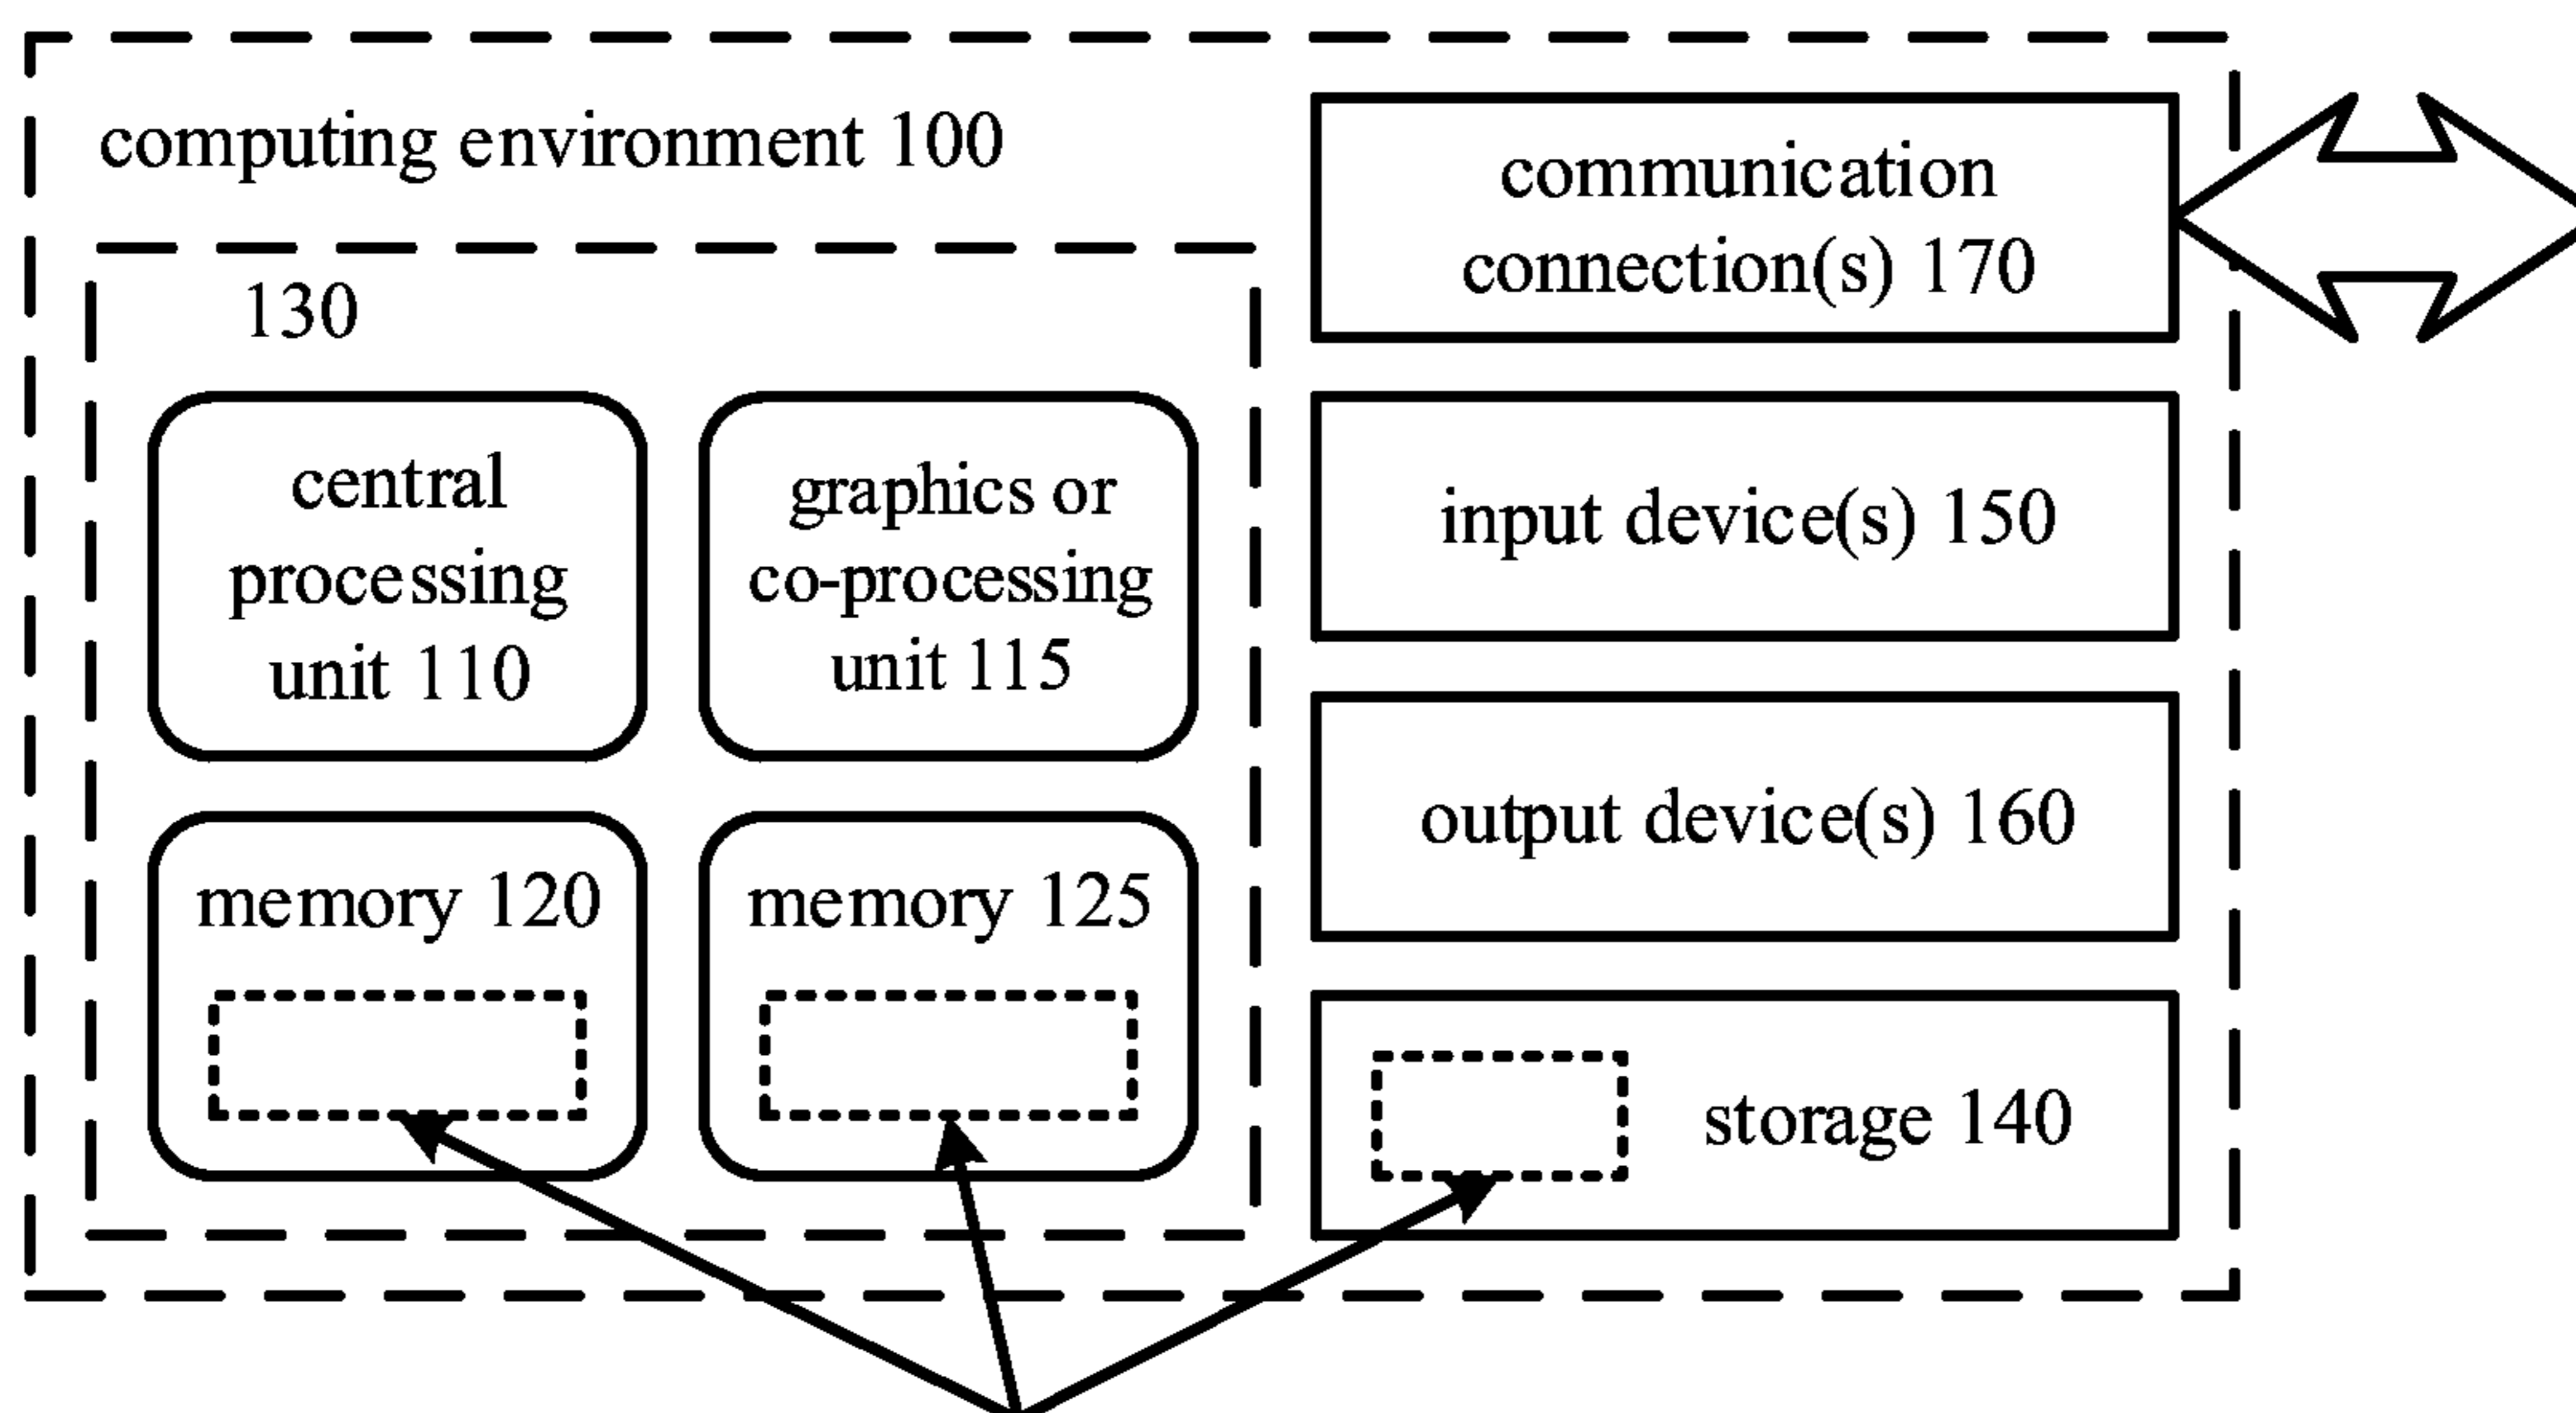 computing environment 100
communication
connection(s) 170
130
central
processing
unit 110
graphics or
co-processing
unit 115
input device(s) 150
output device(s) 160
memory 120
memory 125
storage 140